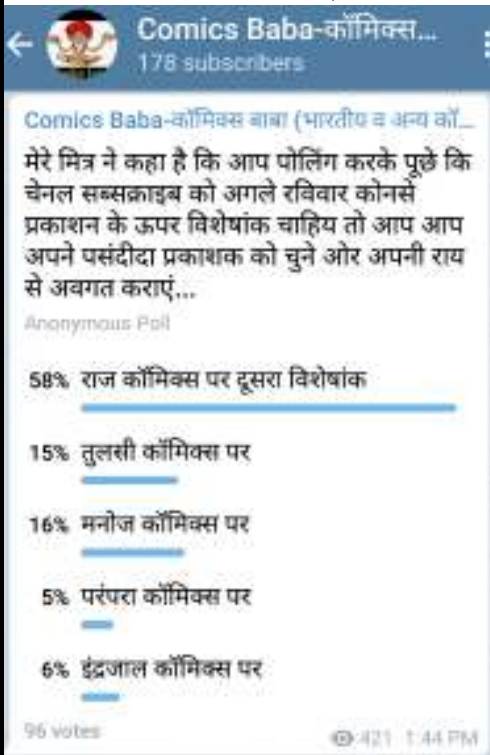 Comics Baba-कॉमिक्स...
178 subscribers
Comics Baba-कॉमिक्स बाबा (भारतीय व अन्य कॉ...
मेरे मित्र ने कहा है कि आप पोलिंग करके पूछे कि
चेनल सब्सक्राइब को अगले रविवार कोनसे
प्रकाशन के ऊपर विशेषांक चाहिय तो आप आप
अपने पसंदीदा प्रकाशक को चुने ओर अपनी राय
से अवगत कराएं...
Anonymous Poll
58% राज कॉमिक्स पर दूसरा विशेषांक
15% तुलसी कॉमिक्स पर
16% मनोज कॉमिक्स पर
5% परंपरा कॉमिक्स पर
6% इंद्रजाल कॉमिक्स पर
96 votes
421 1:44 PM